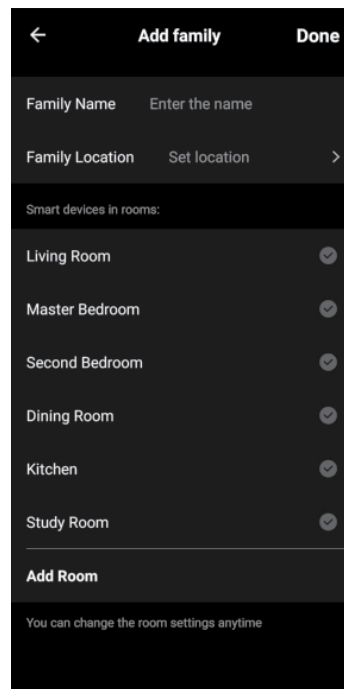 Add family Done
Family Name Enter the name
Family Location Set location
Smart devices in rooms:
Living Room
Master Bedroom
Second Bedroom
Dining Room
Kitchen
Study Room
Add Room
You can change the room settings anytime